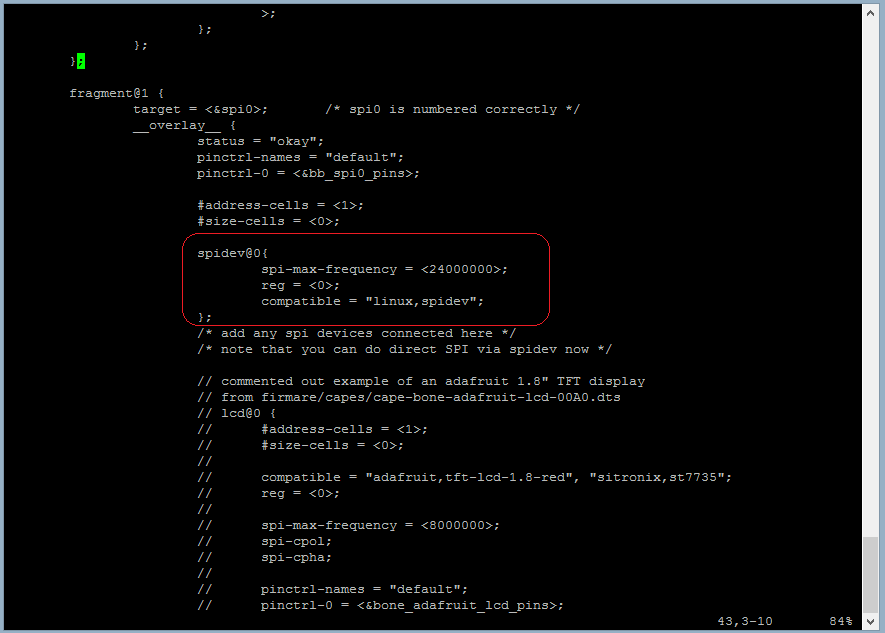 >;
                        };
                };
        };

        fragment@1 {
                target = <&spi0>;       /* spi0 is numbered correctly */
                __overlay__ {
                        status = "okay";
                        pinctrl-names = "default";
                        pinctrl-0 = <&bb_spi0_pins>;

                        #address-cells = <1>;
                        #size-cells = <0>;

                        spidev@0{
                                spi-max-frequency = <24000000>;
                                reg = <0>;
                                compatible = "linux,spidev";
                        };
                        /* add any spi devices connected here */
                        /* note that you can do direct SPI via spidev now */

                        // commented out example of an adafruit 1.8" TFT display
                        // from firmare/capes/cape-bone-adafruit-lcd-00A0.dts
                        // lcd@0 {
                        //      #address-cells = <1>;
                        //      #size-cells = <0>;
                        //
                        //      compatible = "adafruit,tft-lcd-1.8-red", "sitronix,st7735";
                        //      reg = <0>;
                        //
                        //      spi-max-frequency = <8000000>;
                        //      spi-cpol;
                        //      spi-cpha;
                        //
                        //      pinctrl-names = "default";
                        //      pinctrl-0 = <&bone_adafruit_lcd_pins>;
43,3-10       84%